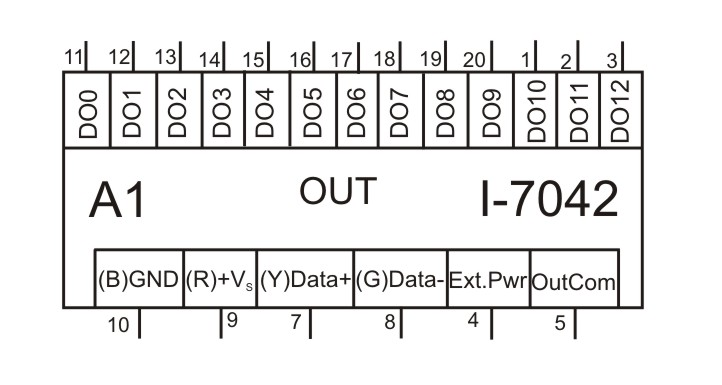 11 12 13 14 15 16 17 18 19 20 1 2 3
DO0 DO1 DO2 DO3 DO4 DO5 DO6 DO7 DO8 DO9 DO10 DO11 DO12
A1 OUT I-7042
(B)GND (R)+Vs (Y)Data+ (G)Data- Ext.Pwr OutCom
10 9 7 8 4 5